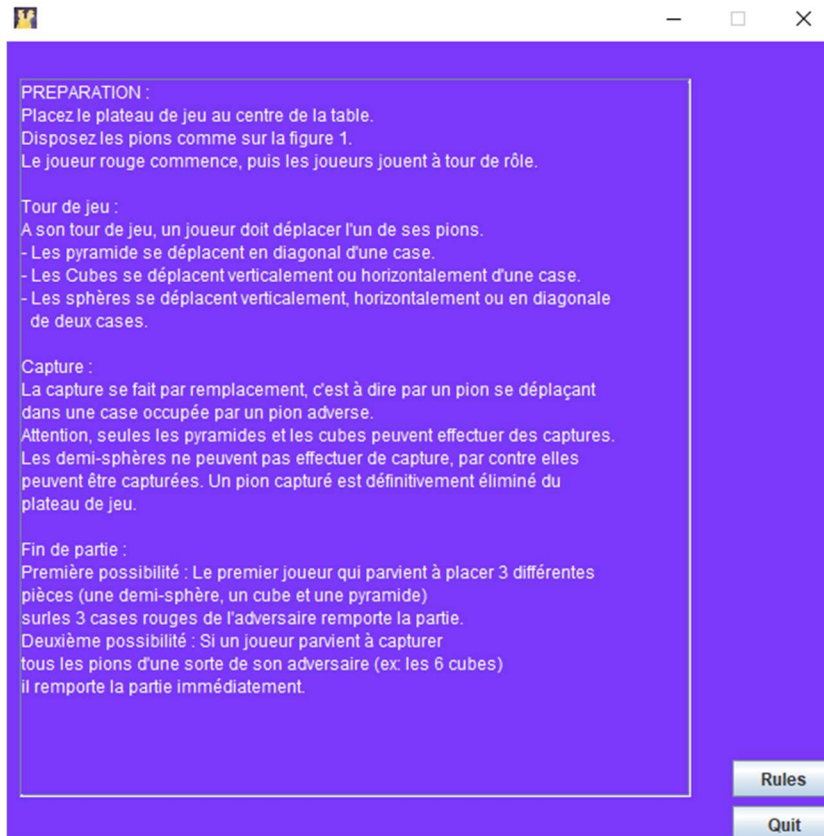 PREPARATION :
Placez le plateau de jeu au centre de la table.
Disposez les pions comme sur la figure 1.
Le joueur rouge commence, puis les joueurs jouent à tour de rôle.
Tour de jeu :
A son tour de jeu, un joueur doit déplacer l'un de ses pions.
- Les pyramide se déplacent en diagonal d'une case.
- Les Cubes se déplacent verticalement ou horizontalement d'une case.
- Les sphères se déplacent verticalement, horizontalement ou en diagonale
de deux cases.
Capture :
La capture se fait par remplacement, c'est à dire par un pion se déplaçant
dans une case occupée par un pion adverse.
Attention, seules les pyramides et les cubes peuvent effectuer des captures.
Les demi-sphères ne peuvent pas effectuer de capture, par contre elles
peuvent être capturées. Un pion capturé est définitivement éliminé du
plateau de jeu.
Fin de partie :
Première possibilité : Le premier joueur qui parvient à placer 3 différentes
pièces (une demi-sphère, un cube et une pyramide)
surles 3 cases rouges de l'adversaire remporte la partie.
Deuxième possibilité : Si un joueur parvient à capturer
tous les pions d'une sorte de son adversaire (ex: les 6 cubes)
il remporte la partie immédiatement.
Rules
Quit